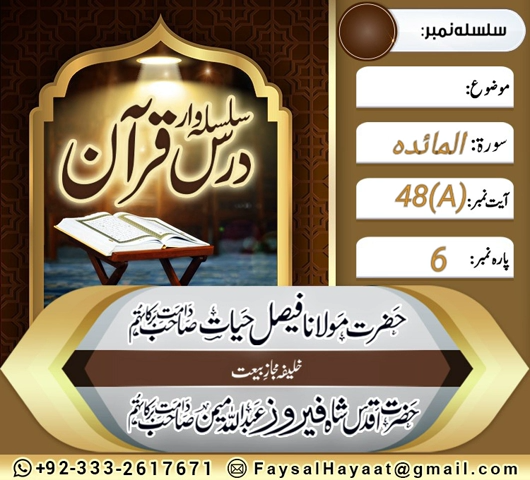 سلسلہ وار
درس قرآن
سلسلہ نمبر:
موضوع:
سورۃ: المائدہ
آیت نمبر: 48(A)
پارہ نمبر: 6
حضرت مولانا فیصل حیات صاحب دامت برکاتہم
خلیفہ مجاز بیعت
حضرت اقدس شاہ فیروز عبداللہ میمن صاحب دامت برکاتہم
+92-333-2617671 FaysalHayaat@gmail.com